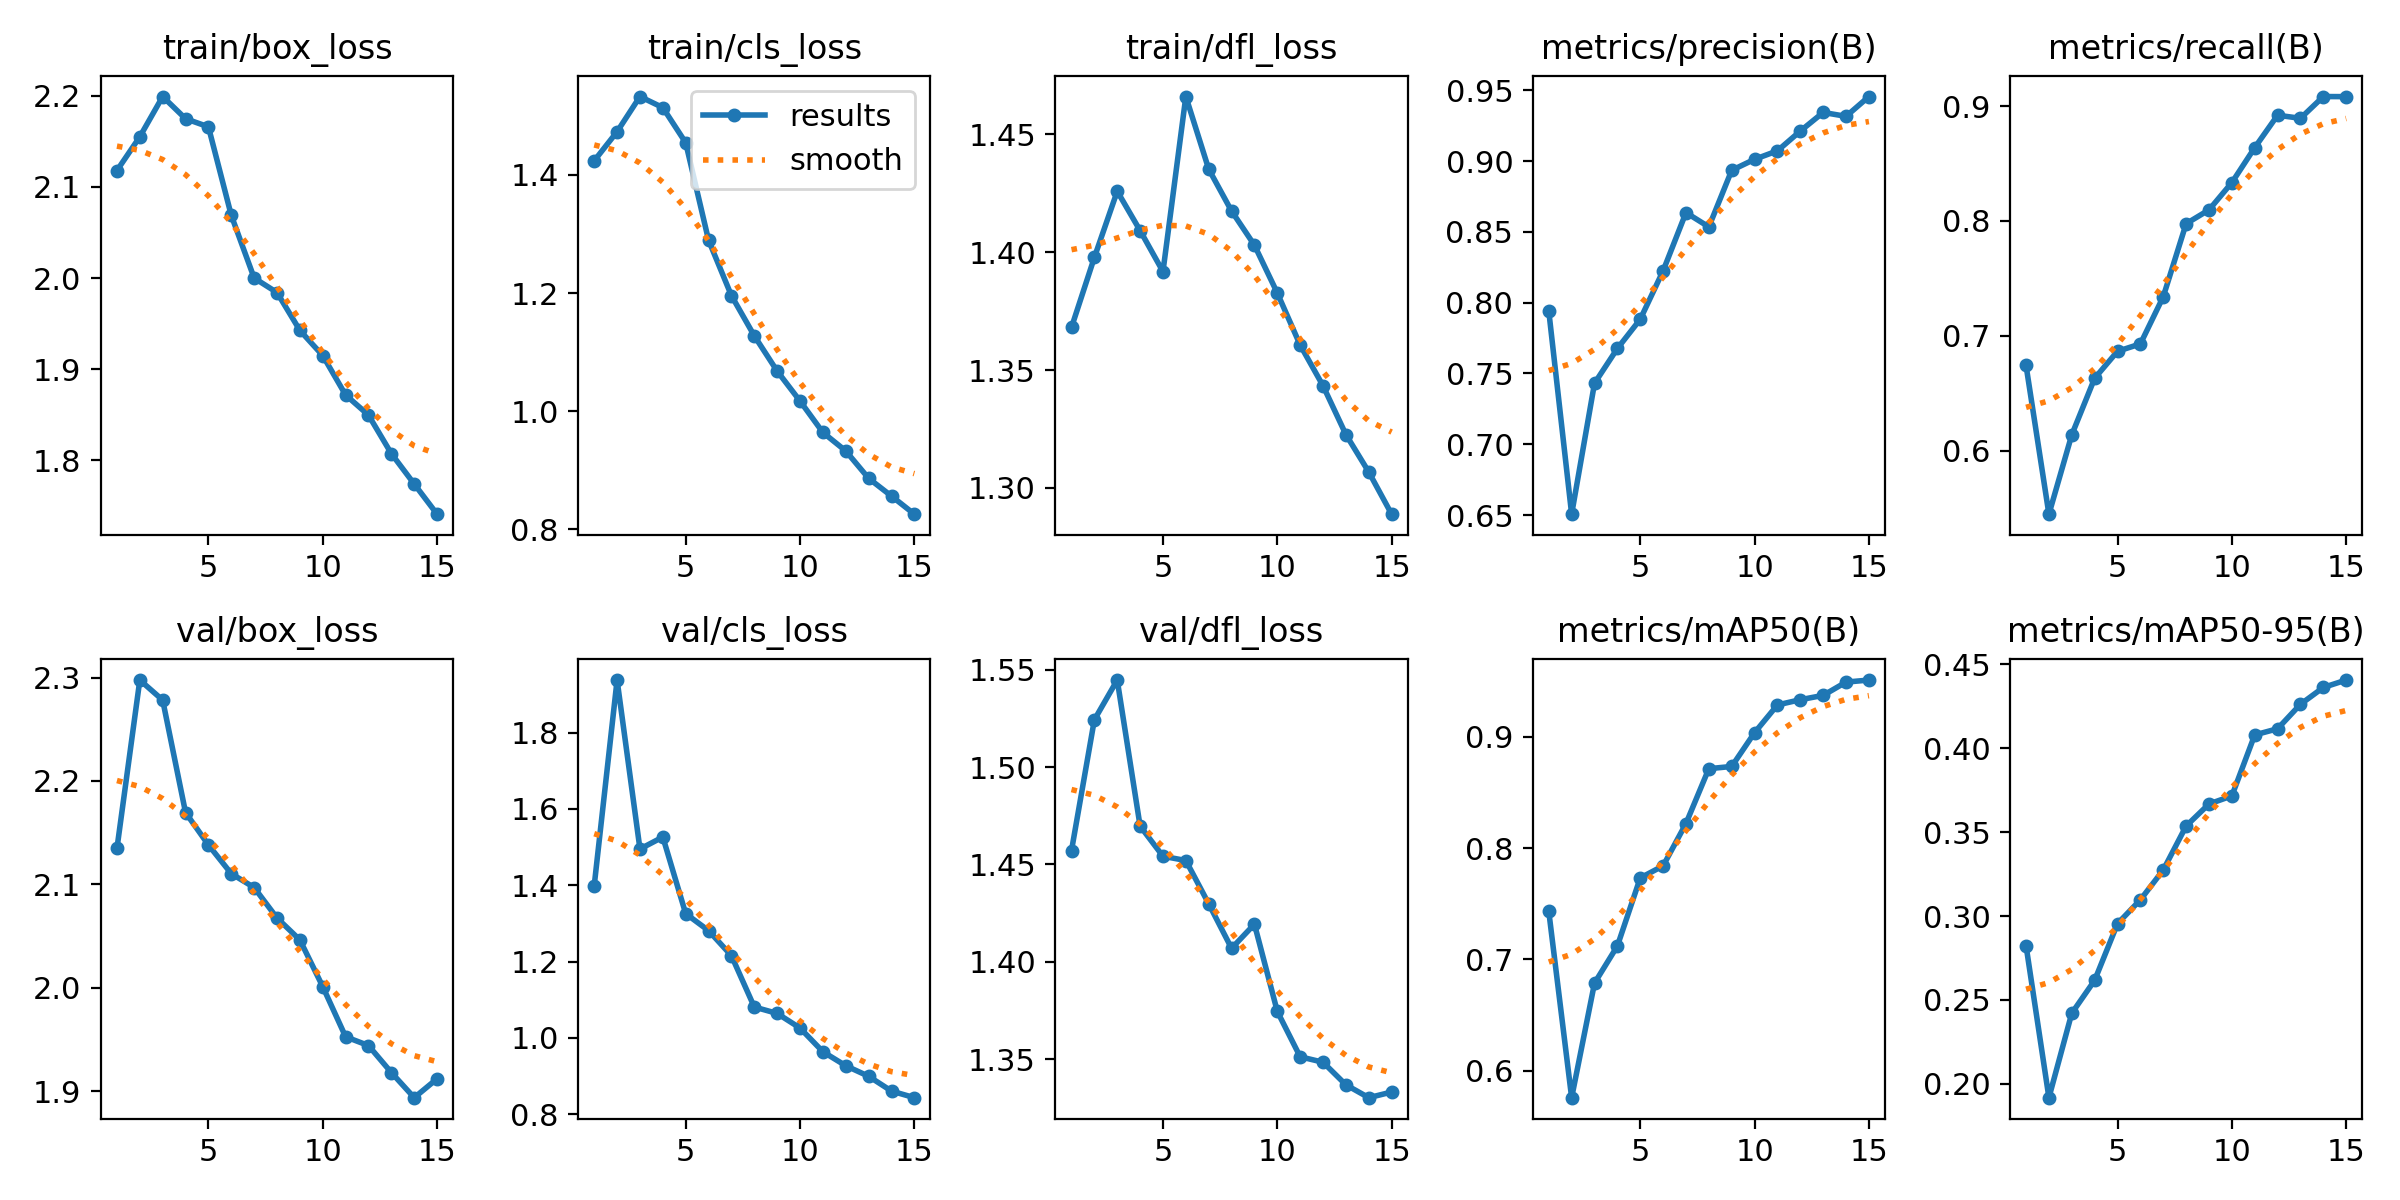 train/box_loss
train/cls_loss
train/dfl_loss
metrics/precision(B)
metrics/recall(B)
2.2
2.1
2.0
1.9
1.8
5 10 15
results
smooth
1.4
1.2
1.0
0.8
5 10 15
1.45
1.40
1.35
1.30
5 10 15
0.95
0.90
0.85
0.80
0.75
0.70
0.65
5 10 15
0.9
0.8
0.7
0.6
5 10 15
val/box_loss
val/cls_loss
val/dfl_loss
metrics/mAP50(B)
metrics/mAP50-95(B)
2.3
2.2
2.1
2.0
1.9
5 10 15
1.8
1.6
1.4
1.2
1.0
0.8
5 10 15
1.55
1.50
1.45
1.40
1.35
5 10 15
0.9
0.8
0.7
0.6
5 10 15
0.45
0.40
0.35
0.30
0.25
0.20
5 10 15